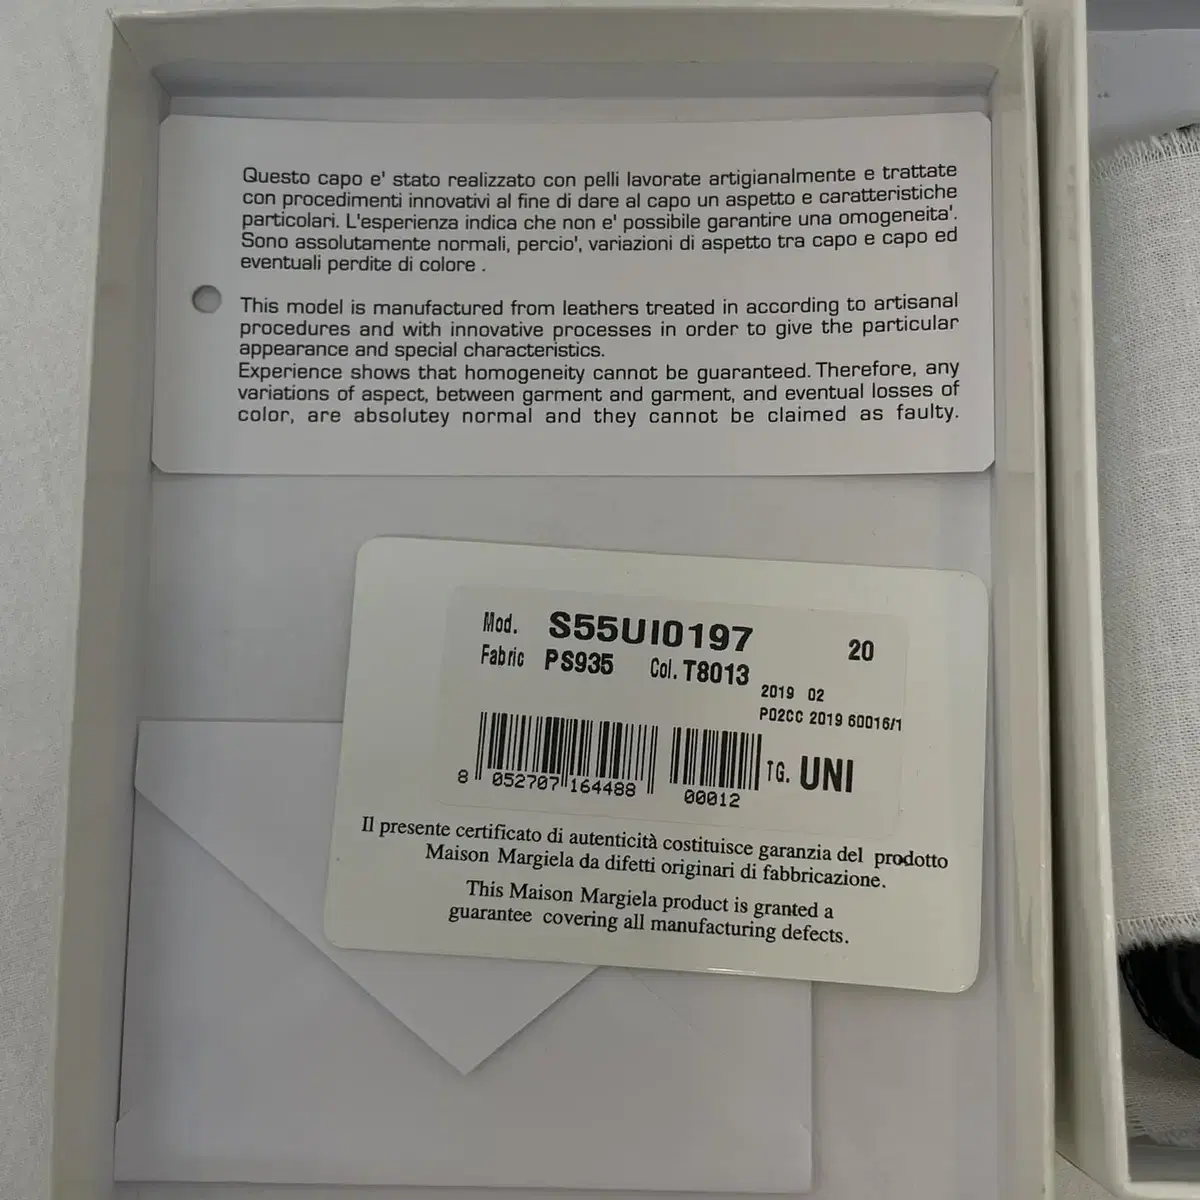 Questo capo e' stato realizzato con pelli lavorate artigianalmente e trattate
con procedimenti innovativi al fine di dare al capo un aspetto e caratteristiche
particolari. L'esperienza indica che non e' possibile garantire una omogeneita'.
Sono assolutamente normali, percio', variazioni di aspetto tra capo e capo ed
eventuali perdite di colore .
This model is manufactured from leathers treated in according to artisanal
procedures and with innovative processes in order to give the particular
appearance and special characteristics.
Experience shows that homogeneity cannot be guaranteed. Therefore, any
variations of aspect, between garment and garment, and eventual losses of
color, are absolutey normal and they cannot be claimed as faulty.
Mod. S55UI0197 20
Fabric PS935 Col. T8013
2019 02
P02CC 2019 60016/1
TG. UNI
8 052707 164488 00012
Il presente certificato di autenticità costituisce garanzia del prodotto
Maison Margiela da difetti originari di fabbricazione.
This Maison Margiela product is granted a
guarantee covering all manufacturing defects.